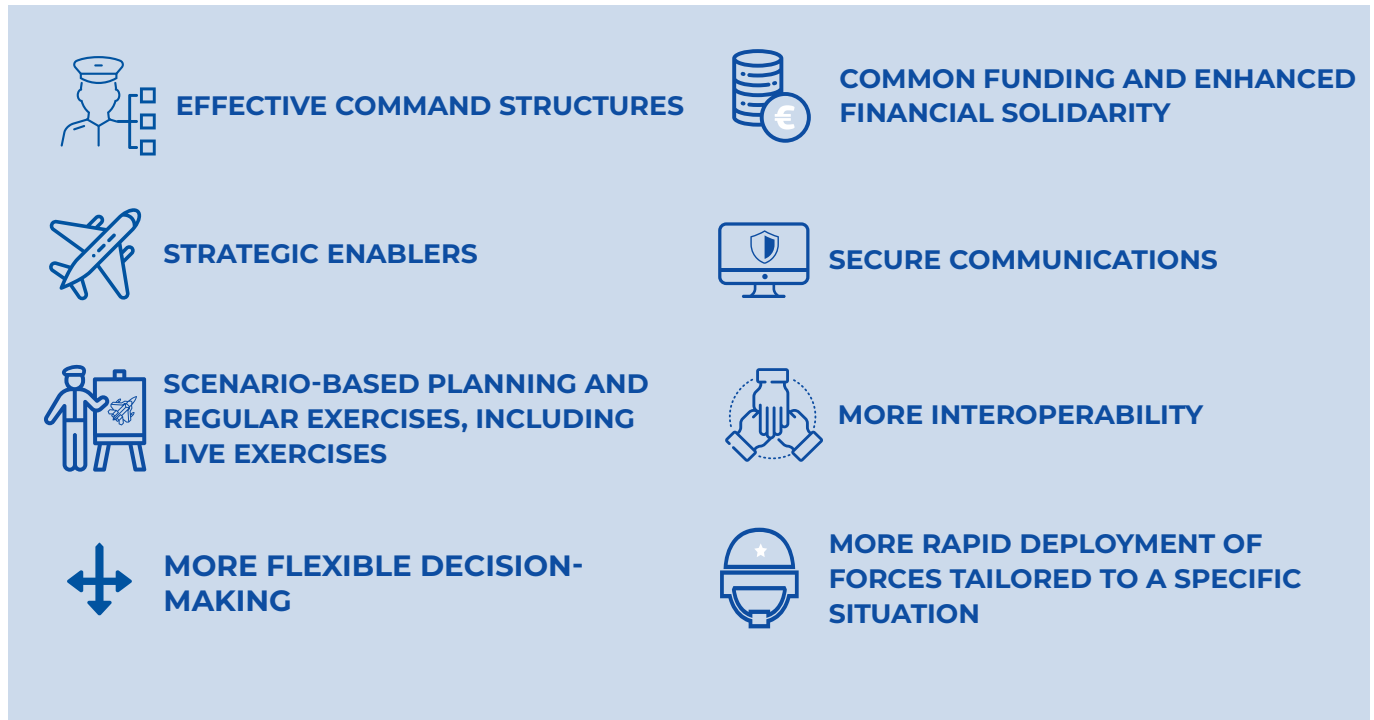 EFFECTIVE COMMAND STRUCTURES
COMMON FUNDING AND ENHANCED
FINANCIAL SOLIDARITY
€
STRATEGIC ENABLERS
SECURE COMMUNICATIONS
SCENARIO-BASED PLANNING AND
REGULAR EXERCISES, INCLUDING
LIVE EXERCISES
MORE INTEROPERABILITY
MORE FLEXIBLE DECISION-
MAKING
MORE RAPID DEPLOYMENT OF
FORCES TAILORED TO A SPECIFIC
SITUATION